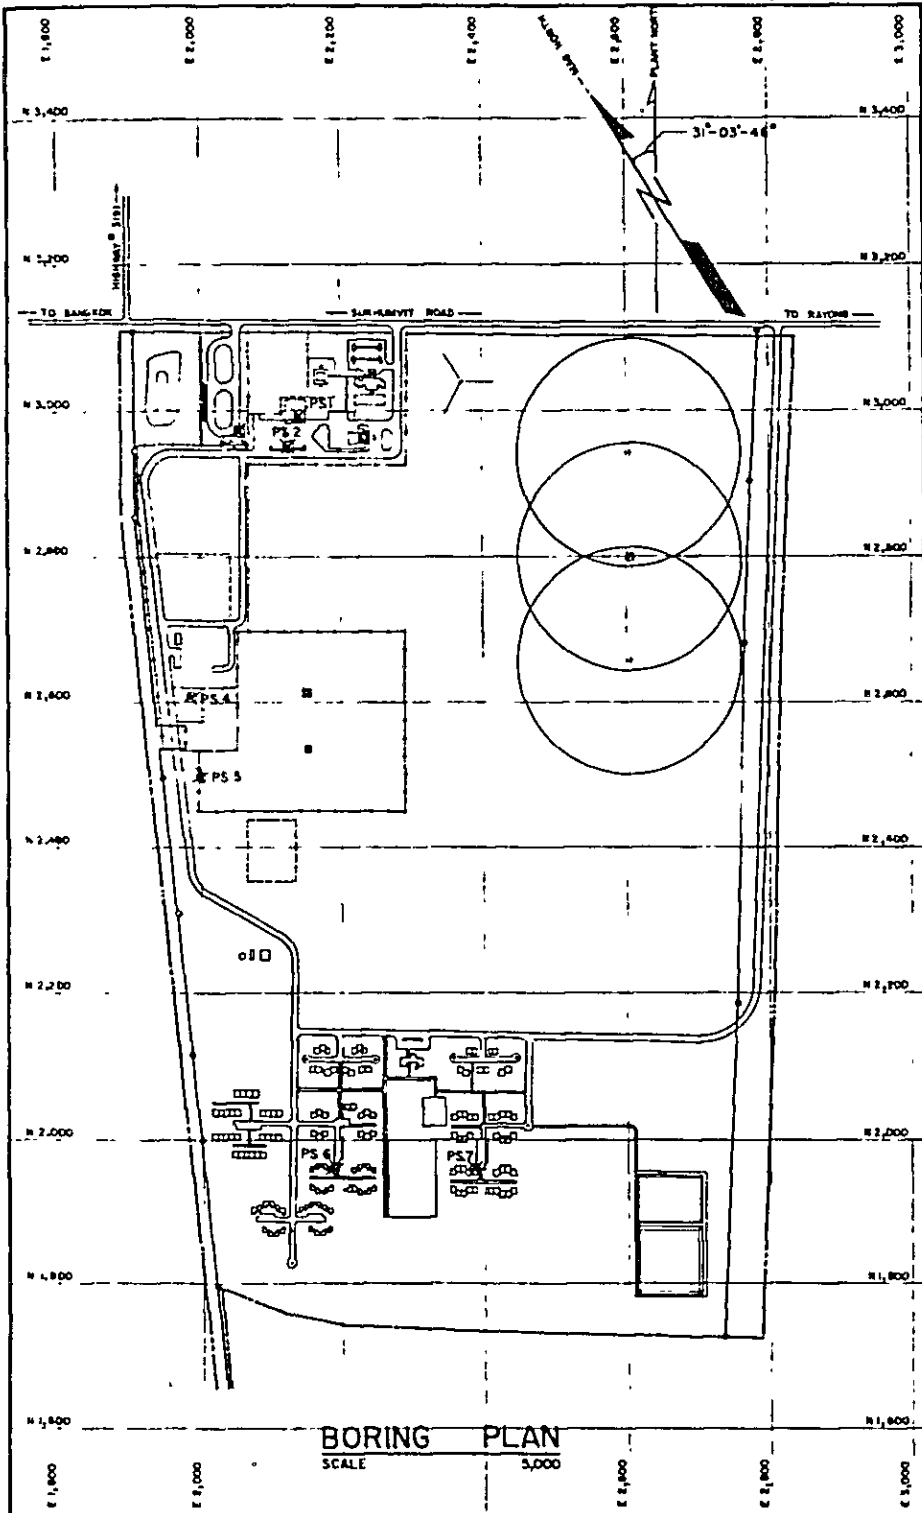 E 1,800
E 2,000
E 2,200
E 2,400
E 2,600
E 2,800
E 3,000
PLANT NORTH
N 3,400
N 3,400
31°-03'-46"
HIGHWAY# 3191
N 3,200
N 3,200
TO BANGKOK
SUKHUMVIT ROAD
TO RAYONG
N 3,000
N 3,000
PS.1
PS.2
N 2,800
N 2,800
N 2,600
PS.4
PS 5
N 2,400
N 2,400
N 2,200
N 2,200
N 2,000
N 2,000
PS.6
PS.7
N 1,800
N 1,800
BORING PLAN
SCALE 5,000
N 1,600
N 1,600
E 1,800
E 2,000
E 2,600
E 2,800
E 3,000